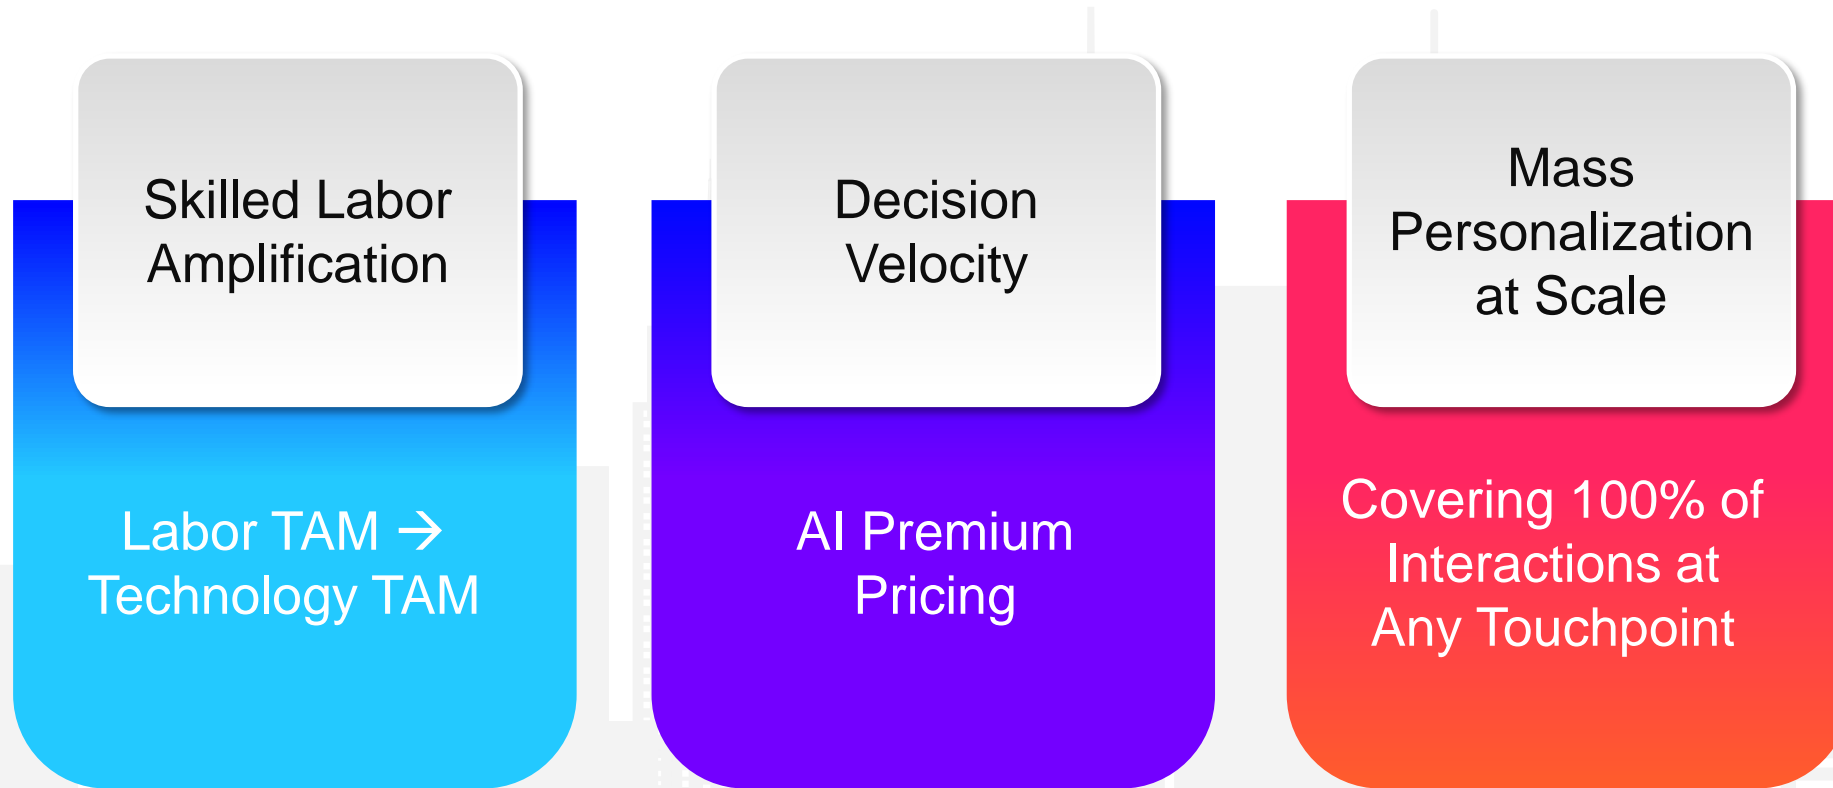 Skilled Labor
Amplification
Labor TAM →
Technology TAM
Decision
Velocity
AI Premium
Pricing
Mass
Personalization
at Scale
Covering 100% of
Interactions at
Any Touchpoint